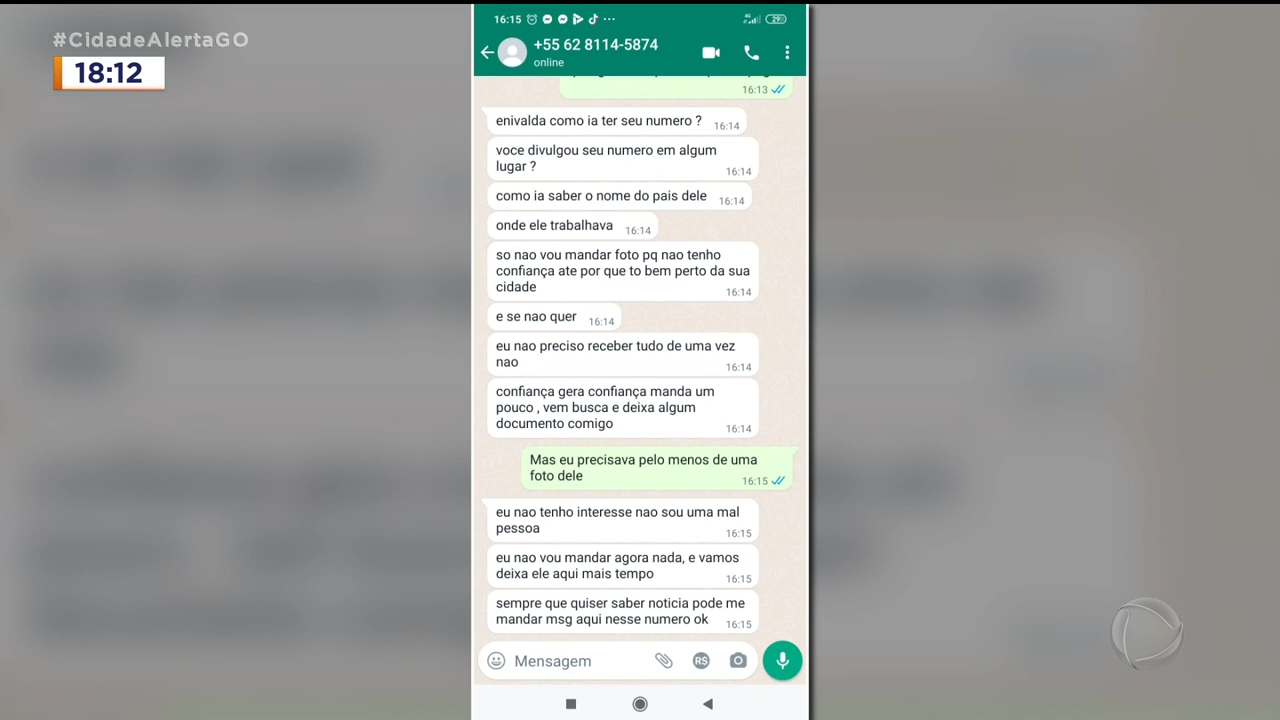 #CidadeAlertaGO
18:12
16:15
4G
29
+55 62 8114-5874
online
16:13
enivalda como ia ter seu numero ?
16:14
voce divulgou seu numero em algum
lugar ?
16:14
como ia saber o nome do pais dele
16:14
onde ele trabalhava
16:14
so nao vou mandar foto pq nao tenho
confiança ate por que to bem perto da sua
cidade
16:14
e se nao quer
16:14
eu nao preciso receber tudo de uma vez
nao
16:14
confiança gera confiança manda um
pouco , vem busca e deixa algum
documento comigo
16:14
Mas eu precisava pelo menos de uma
foto dele
16:15
eu nao tenho interesse nao sou uma mal
pessoa
16:15
eu nao vou mandar agora nada, e vamos
deixa ele aqui mais tempo
16:15
sempre que quiser saber noticia pode me
mandar msg aqui nesse numero ok
16:15
Mensagem
R$